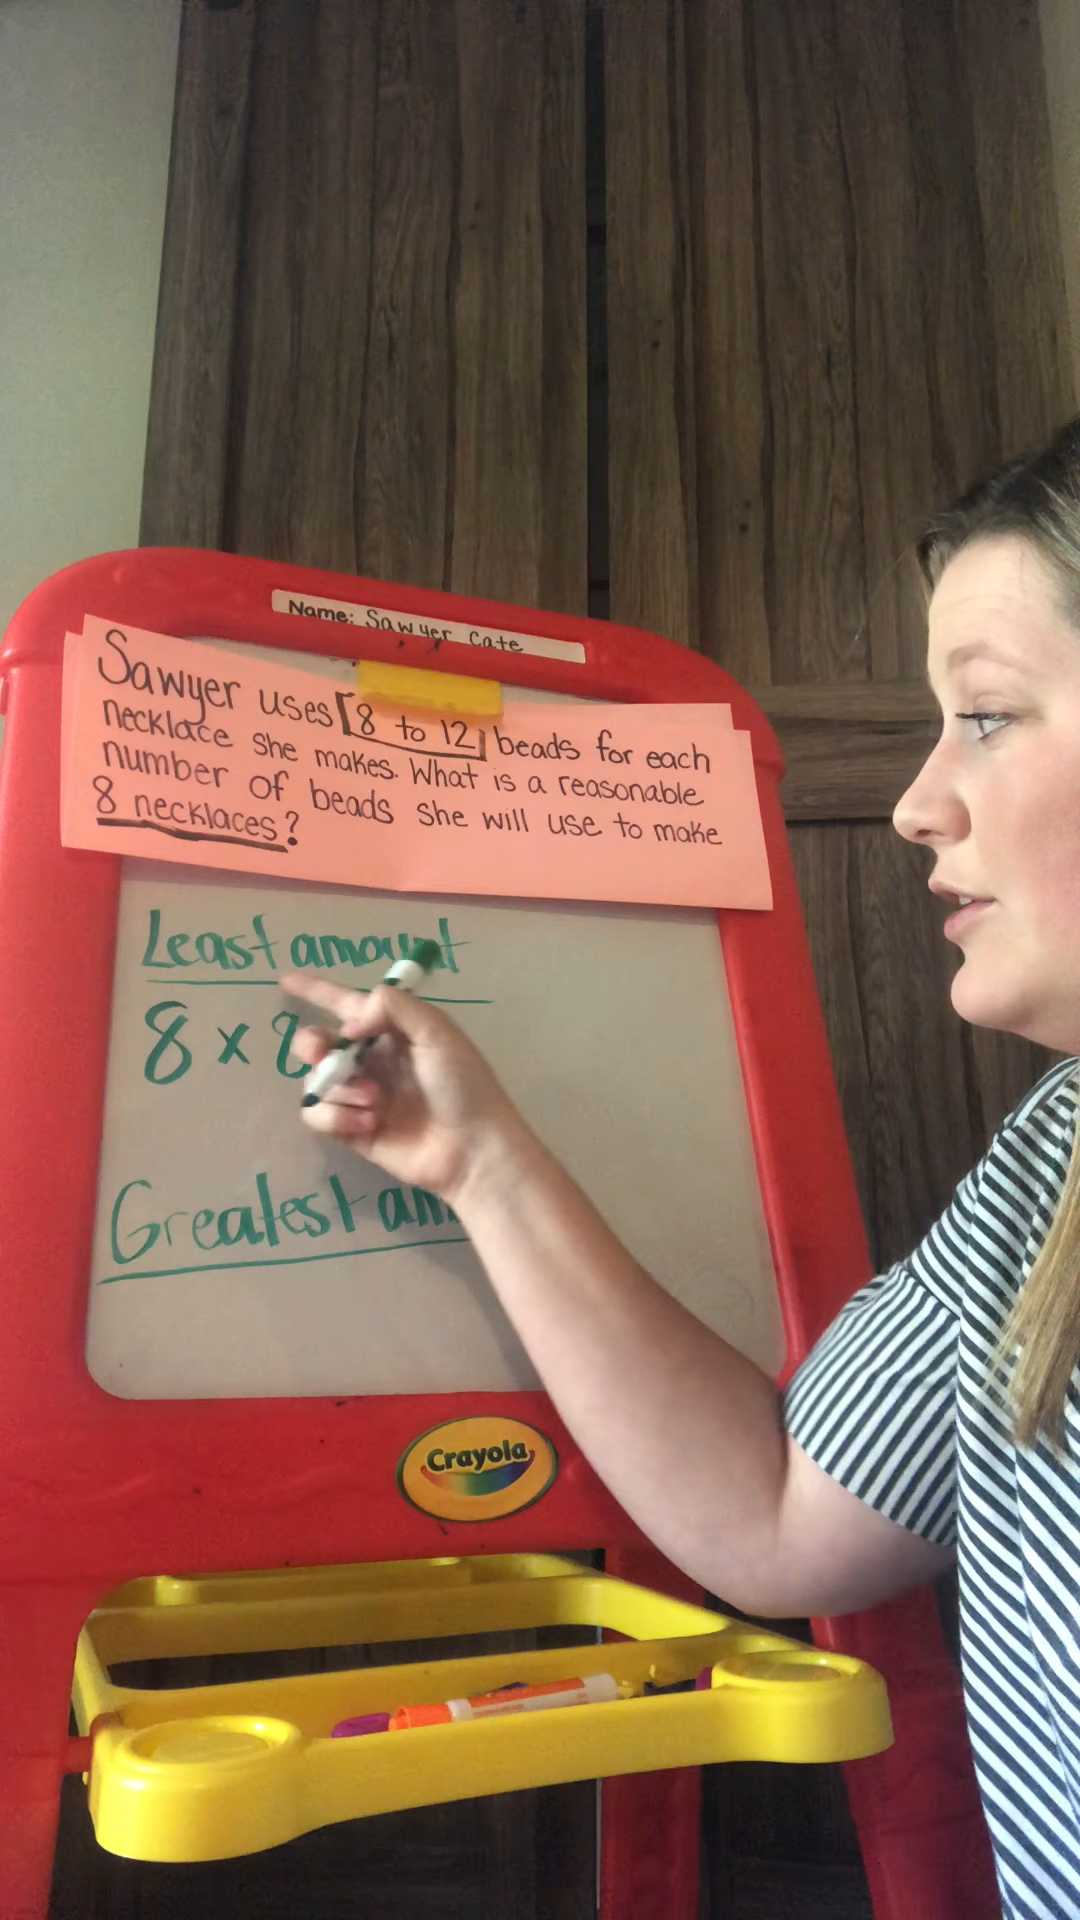 Name: Sawyer Cate
Sawyer uses [8 to 12] beads for each
necklace she makes. What is a reasonable
number of beads she will use to make
8 necklaces?
Least amount
8 x 8
Greatest
Crayola